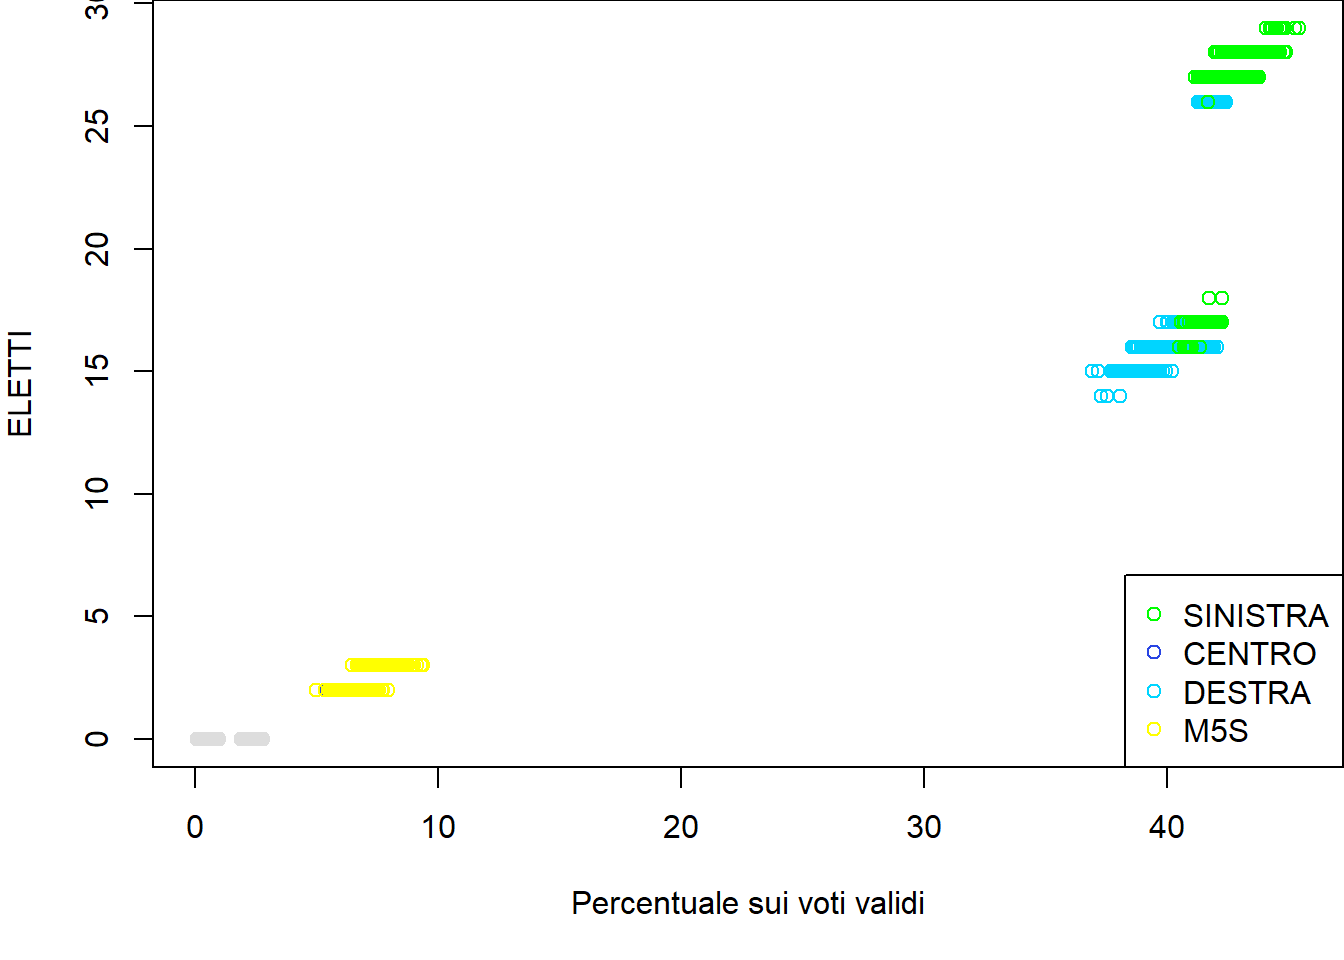 30
25
20
15
10
5
0
ELETTI
0 10 20 30 40
Percentuale sui voti validi
SINISTRA
CENTRO
DESTRA
M5S